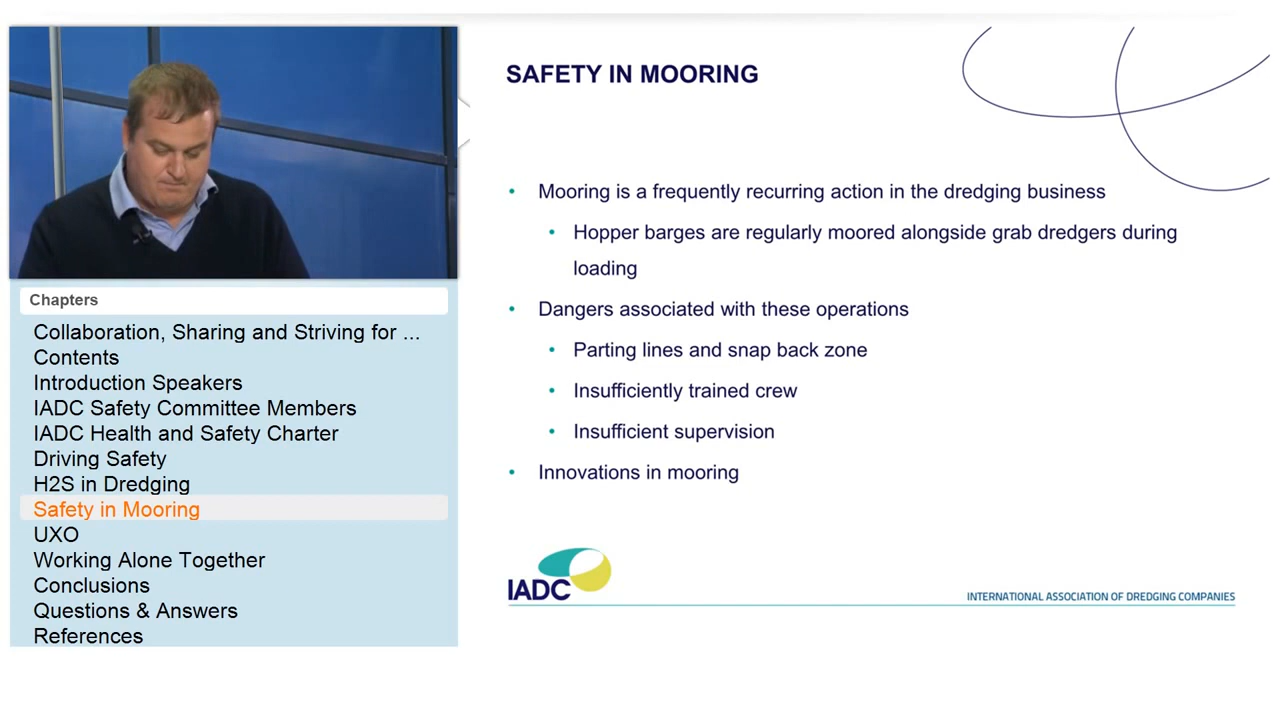 SAFETY IN MOORING
• Mooring is a frequently recurring action in the dredging business
• Hopper barges are regularly moored alongside grab dredgers during
loading
• Dangers associated with these operations
• Parting lines and snap back zone
• Insufficiently trained crew
• Insufficient supervision
• Innovations in mooring
IADC
INTERNATIONAL ASSOCIATION OF DREDGING COMPANIES
Chapters
Collaboration, Sharing and Striving for ...
Contents
Introduction Speakers
IADC Safety Committee Members
IADC Health and Safety Charter
Driving Safety
H2S in Dredging
Safety in Mooring
UXO
Working Alone Together
Conclusions
Questions & Answers
References